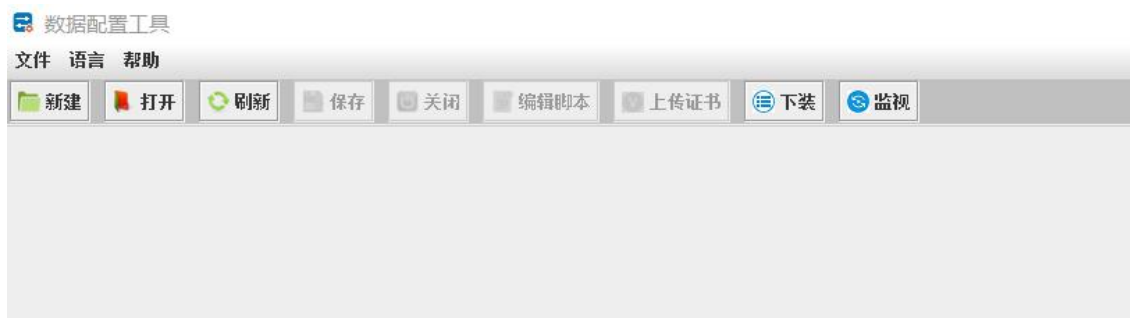 数据配置工具
文件 语言 帮助
新建 打开 刷新 保存 关闭 编辑脚本 上传证书 下装 监视